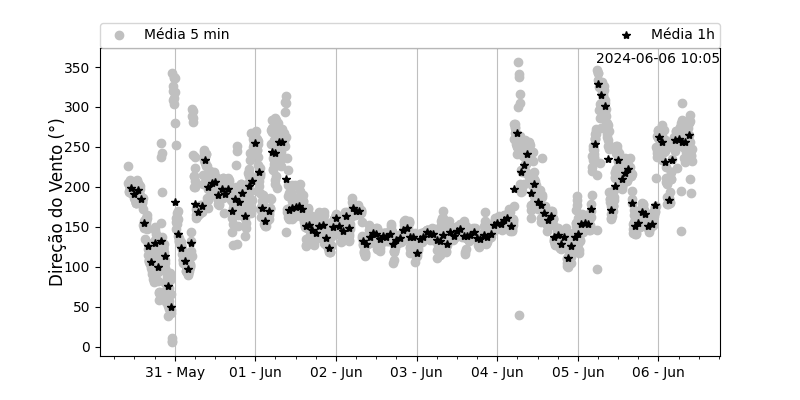 Média 5 min
Média 1h
2024-06-06 10:05
Direção do Vento (°)
350
300
250
200
150
100
50
0
31 - May
01 - Jun
02 - Jun
03 - Jun
04 - Jun
05 - Jun
06 - Jun